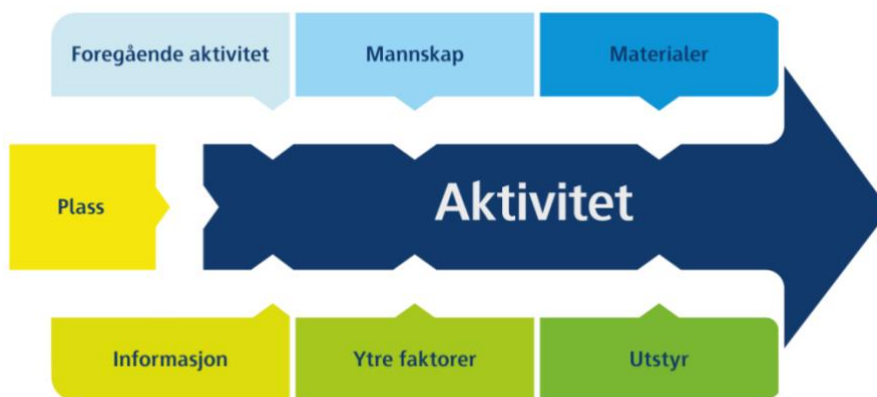 Foregående aktivitet
Mannskap
Materialer
Plass
Aktivitet
Informasjon
Ytre faktorer
Utstyr